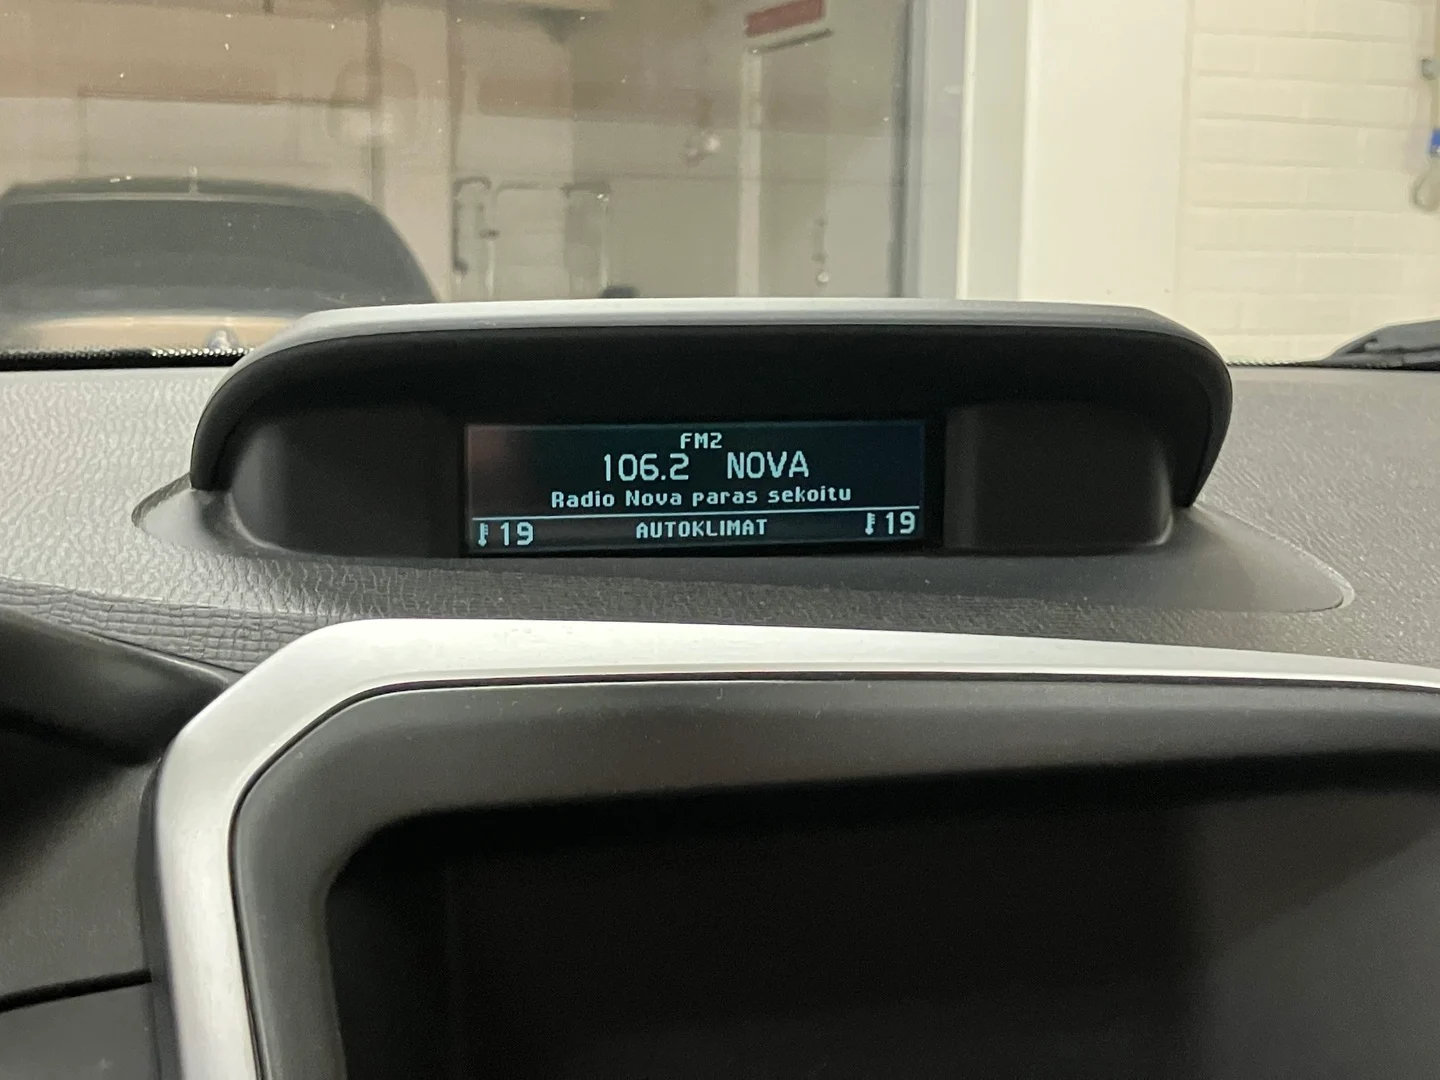 FM2
106.2 NOVA
Radio Nova paras sekoitu
19 AUTOKLIMAT 19